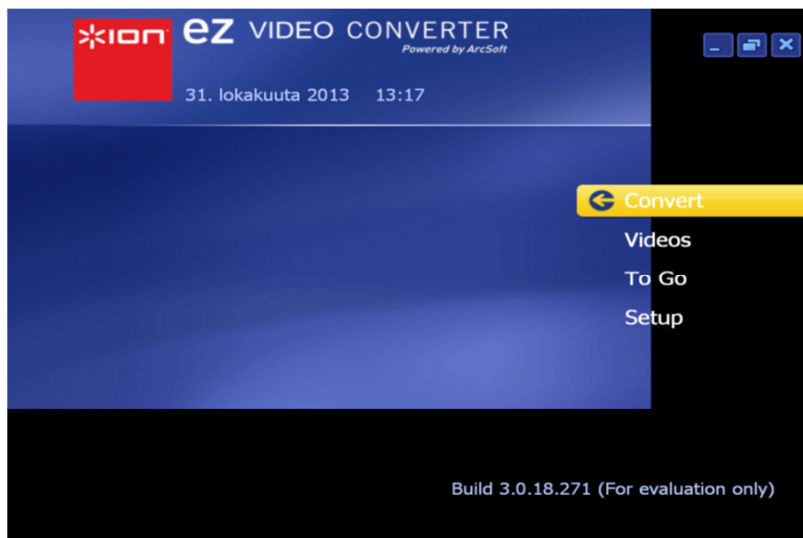 ion ez VIDEO CONVERTER
Powered by ArcSoft
31. lokakuuta 2013 13:17
Convert
Videos
To Go
Setup
Build 3.0.18.271 (For evaluation only)